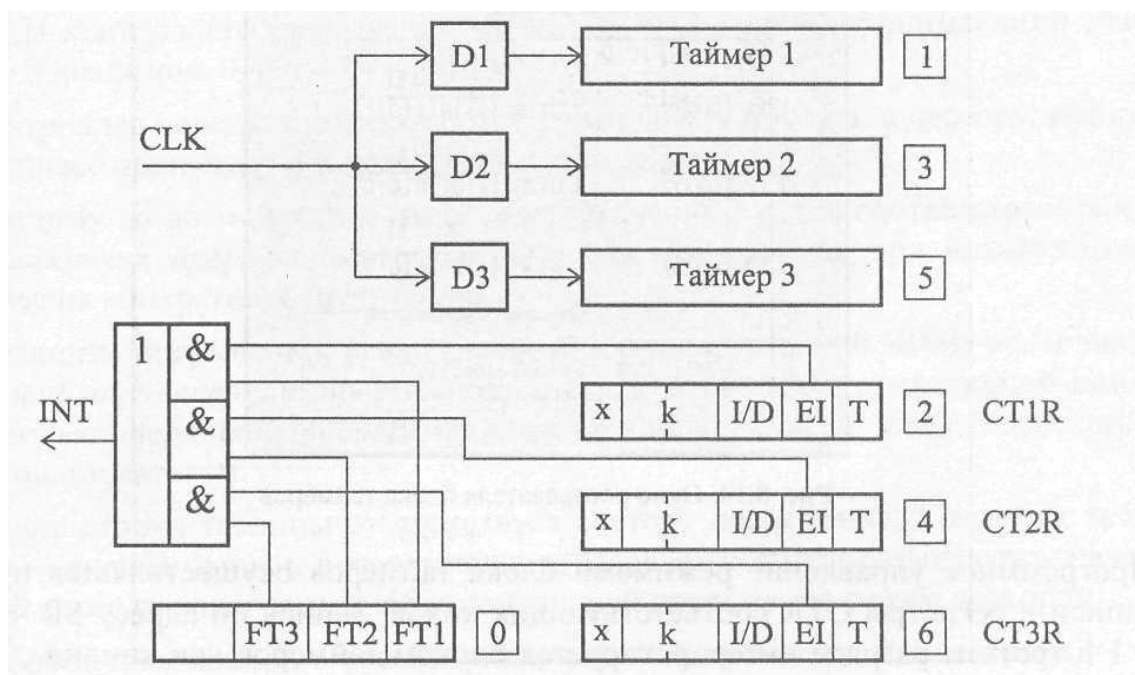 D1 Таймер 1 1
CLK
D2 Таймер 2 3
D3 Таймер 3 5
1 &
INT & x k I/D EI T 2 CT1R
&
x k I/D EI T 4 CT2R
FT3 FT2 FT1 0 x k I/D EI T 6 CT3R